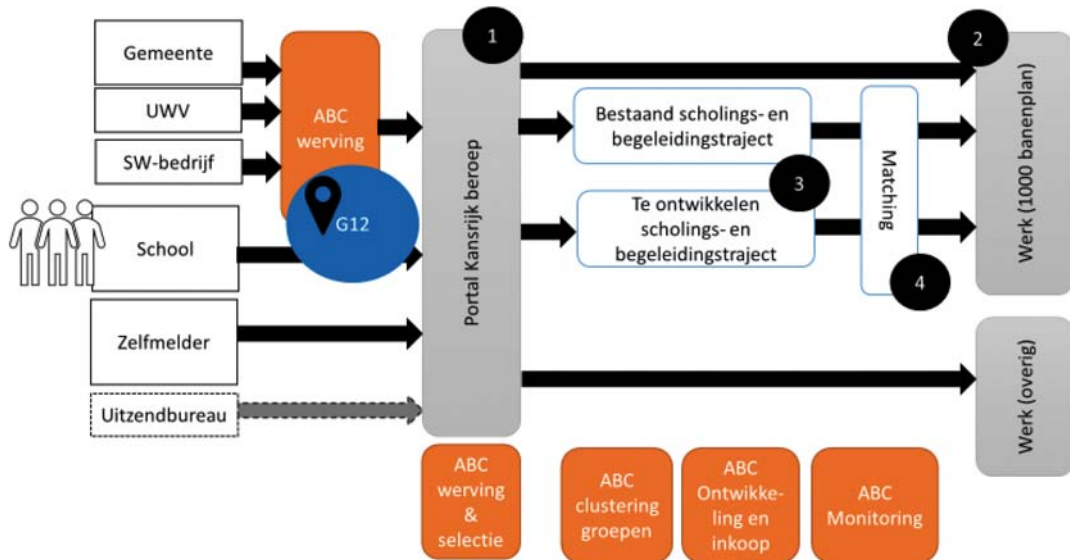 Gemeente
UWV
SW-bedrijf
School
Zelfmelder
Uitzendbureau
ABC
werving
G12
1
Portal Kansrijk beroep
Bestaand scholings- en
begeleidingstraject
3
Te ontwikkelen
scholings- en
begeleidingstraject
Matching
4
2
Werk (1000 banenplan)
Werk (overig)
ABC
werving
&
selectie
ABC
clustering
groepen
ABC
Ontwikke-
ling en
inkoop
ABC
Monitoring